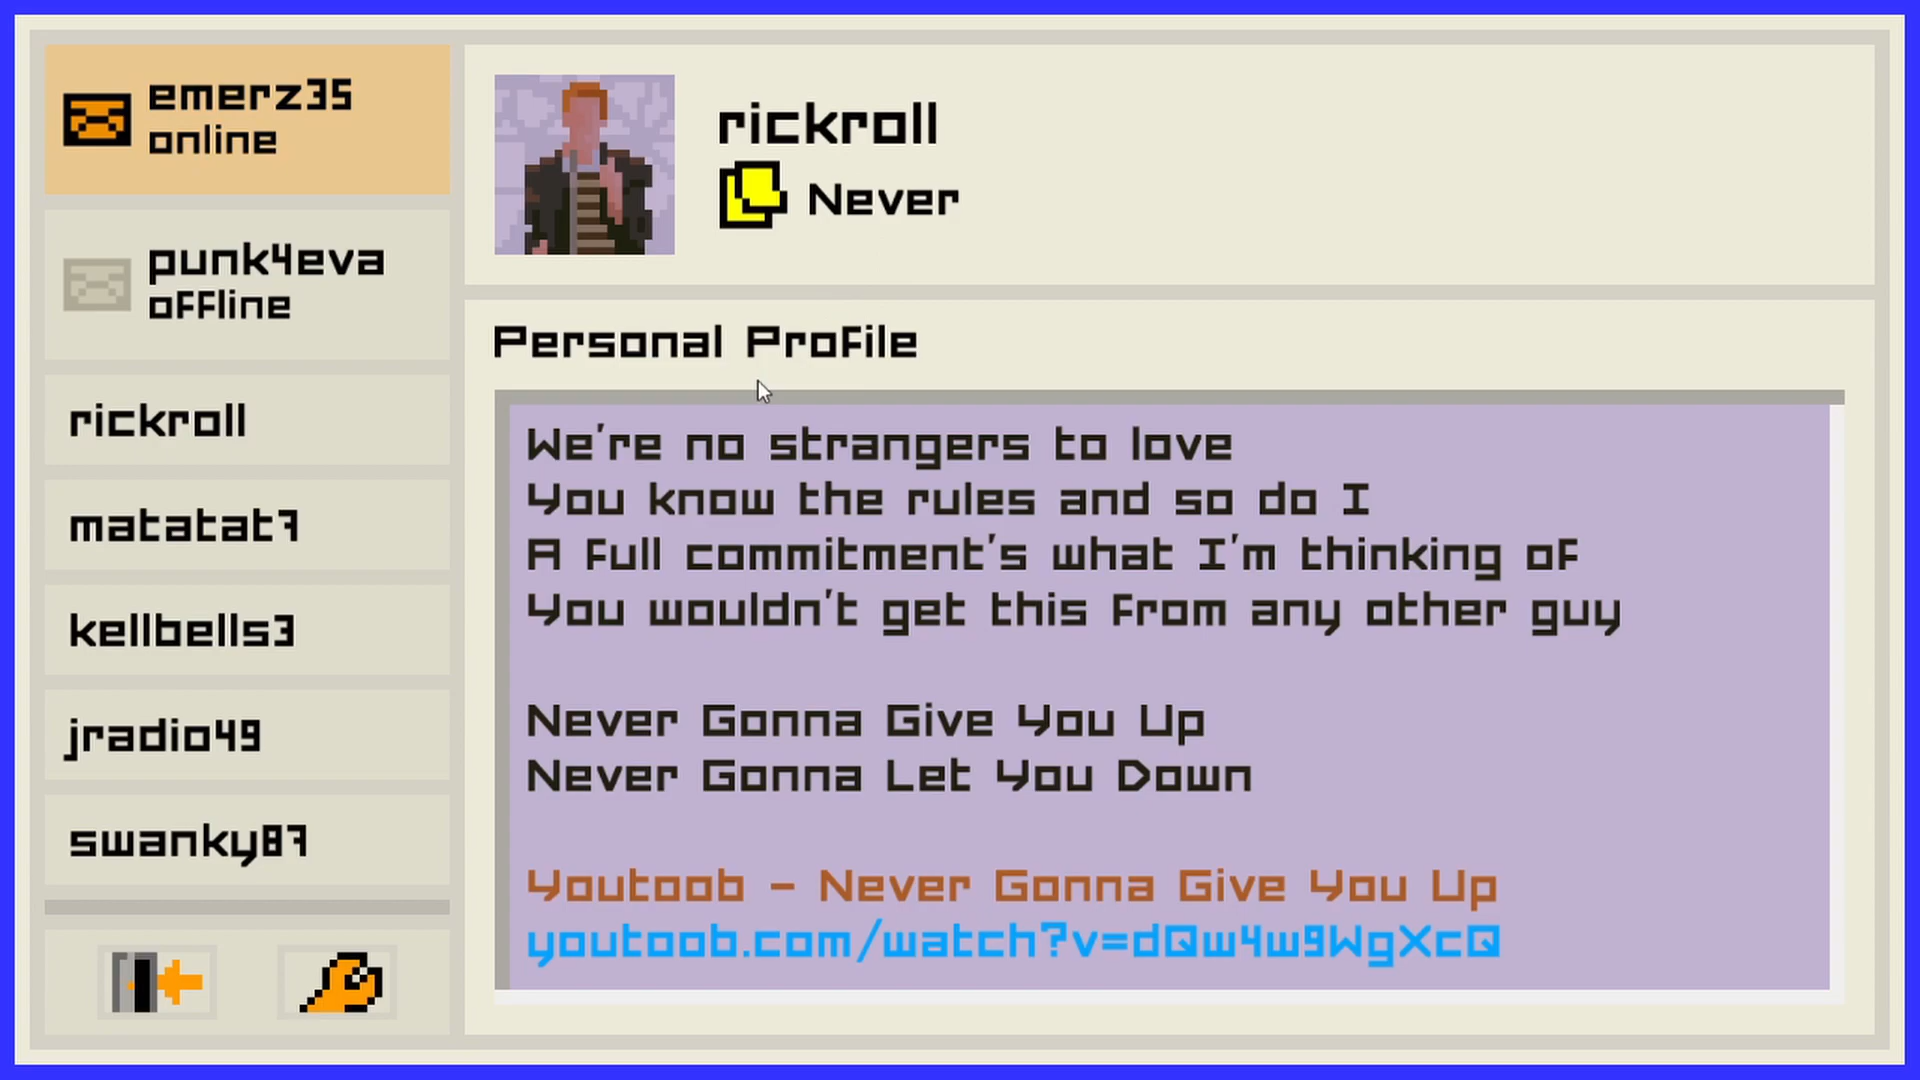 emerz35
online
punk4eva
offline
rickroll
matatat7
kellbells3
jradio49
swanky87
rickroll
Never
Personal Profile
We're no strangers to love
You know the rules and so do I
A full commitment's what I'm thinking of
You wouldn't get this from any other guy
Never Gonna Give You Up
Never Gonna Let You Down
Youtoob - Never Gonna Give You Up
youtoob.com/watch?v=dQw4w9WgXcQ